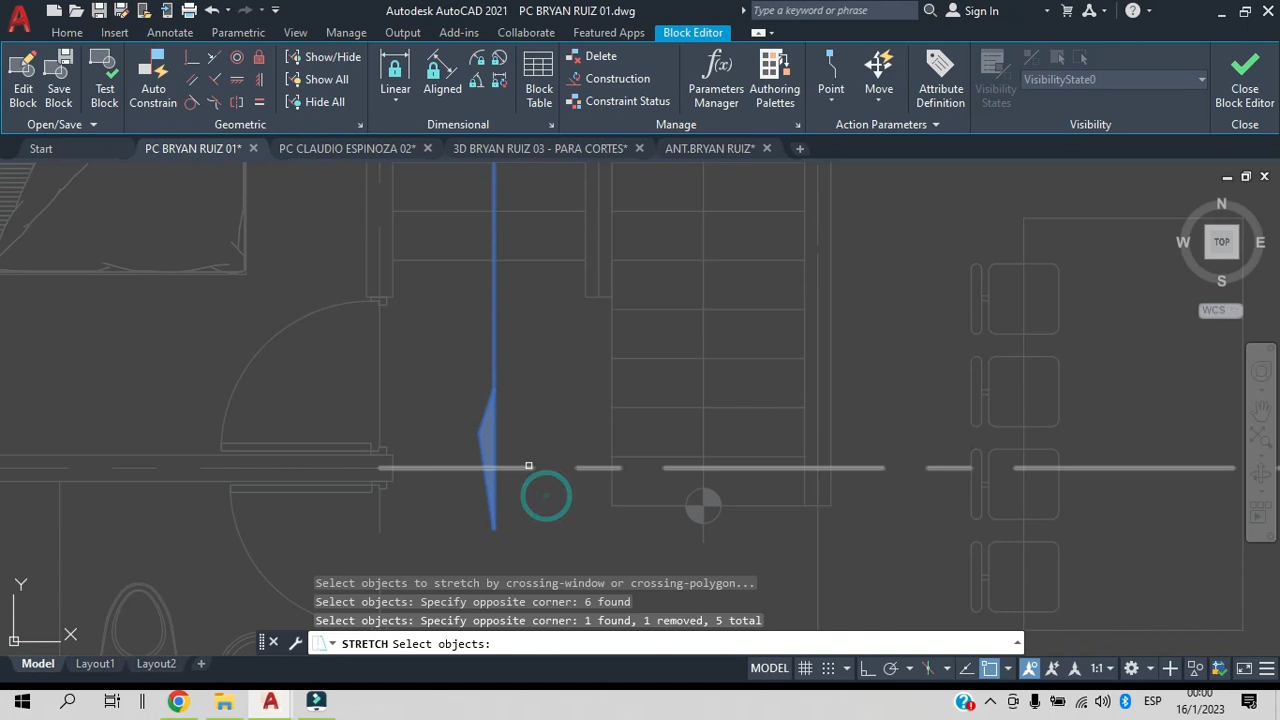 Autodesk AutoCAD 2021 PC BRYAN RUIZ 01.dwg
Type a keyword or phrase
Sign In
Home Insert Annotate Parametric View Manage Output Add-ins Collaborate Featured Apps Block Editor
Edit Block
Save Block
Test Block
Open/Save
Auto Constrain
Show/Hide
Show All
Hide All
Geometric
Linear
Aligned
Dimensional
Block Table
Delete
Construction
Constraint Status
Parameters Manager
Authoring Palettes
Manage
Point
Move
Action Parameters
Attribute Definition
Visibility States
VisibilityState0
Visibility
Close Block Editor
Close
Start
PC BRYAN RUIZ 01*
PC CLAUDIO ESPINOZA 02*
3D BRYAN RUIZ 03 - PARA CORTES*
ANT.BRYAN RUIZ*
N
W TOP E
S
WCS
Select objects to stretch by crossing-window or crossing-polygon...
Select objects: Specify opposite corner: 6 found
Select objects: Specify opposite corner: 1 found, 1 removed, 5 total
Y
X
STRETCH Select objects:
Model Layout1 Layout2
MODEL
1:1
ESP
00:00
16/1/2023